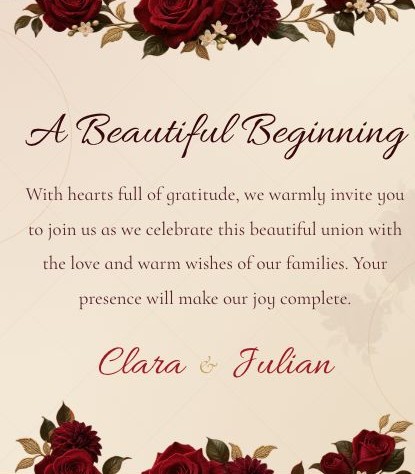 A Beautiful Beginning
With hearts full of gratitude, we warmly invite you
to join us as we celebrate this beautiful union with
the love and warm wishes of our families. Your
presence will make our joy complete.
Clara & Julian